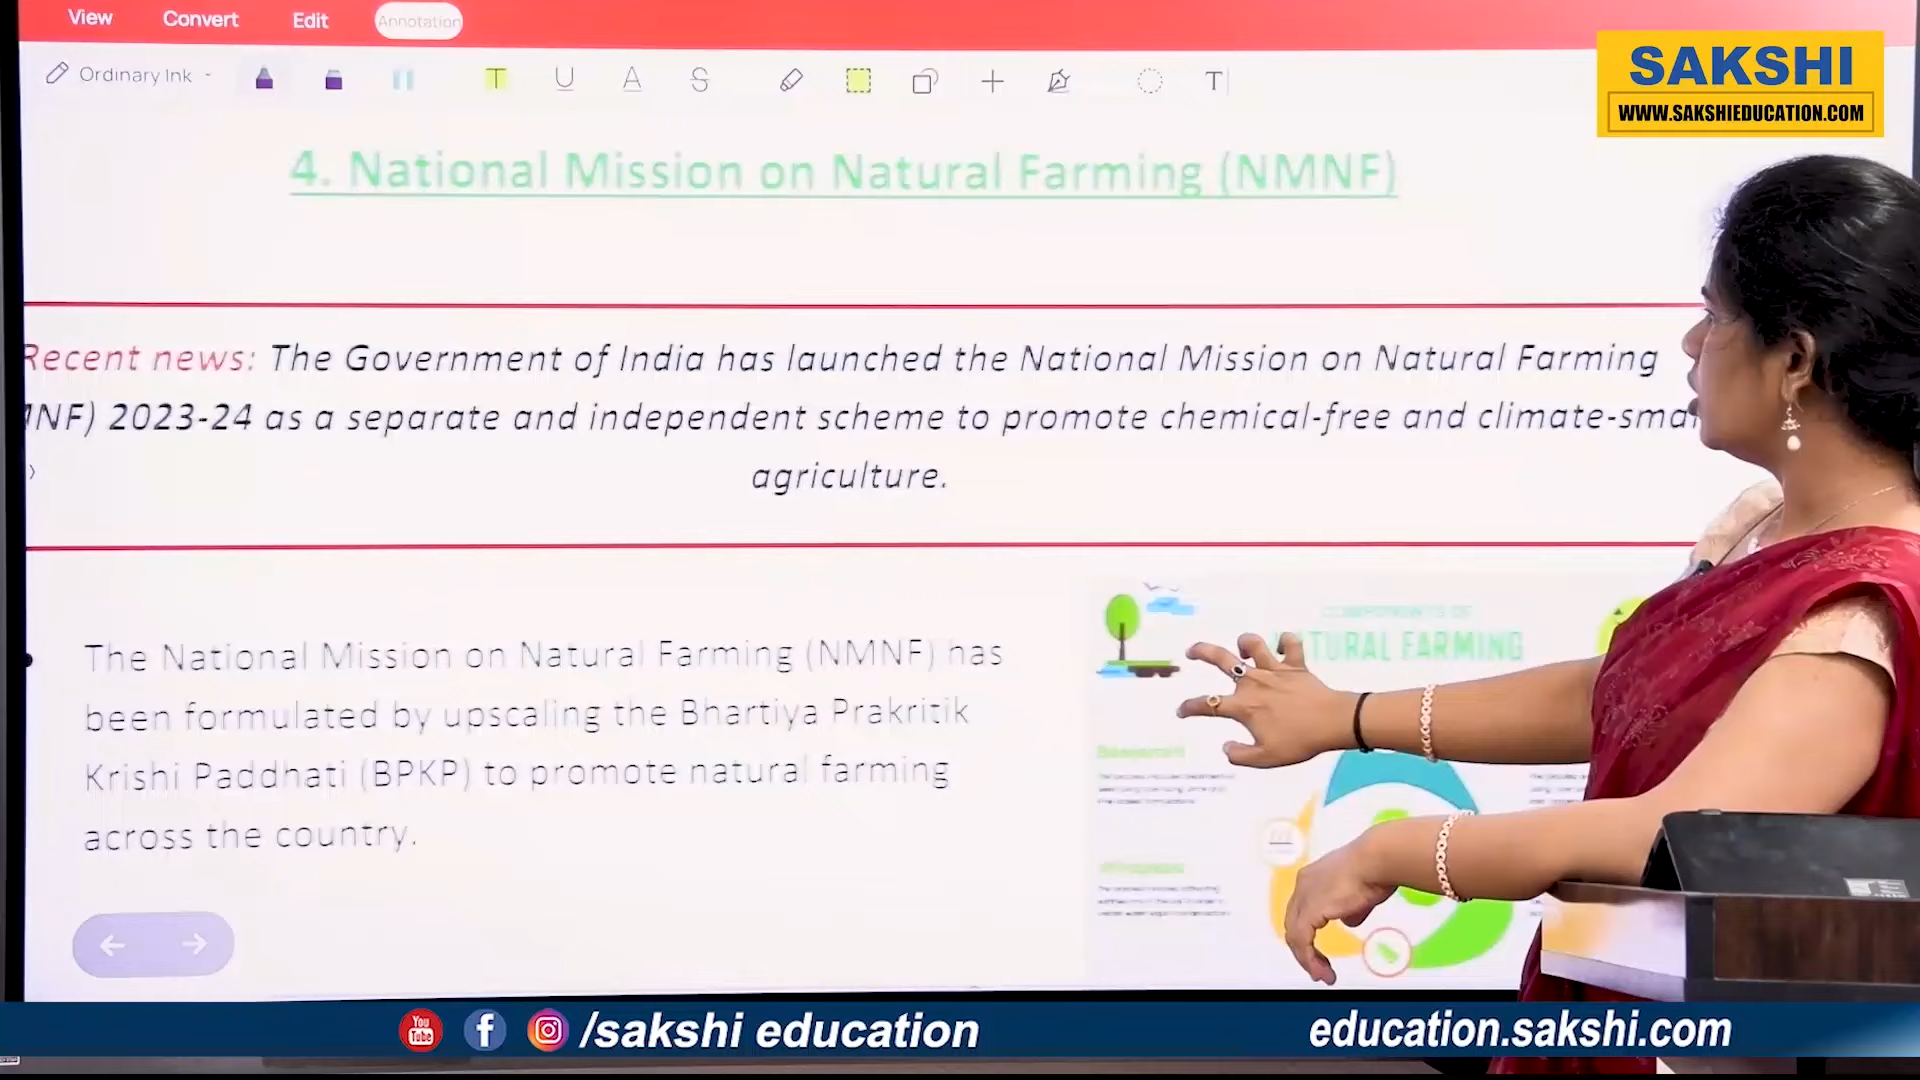 View Convert Edit Annotation
Ordinary Ink
SAKSHI
WWW.SAKSHIEDUCATION.COM
4. National Mission on Natural Farming (NMNF)
Recent news: The Government of India has launched the National Mission on Natural Farming
NF) 2023-24 as a separate and independent scheme to promote chemical-free and climate-sma
agriculture.
The National Mission on Natural Farming (NMNF) has
been formulated by upscaling the Bhartiya Prakritik
Krishi Paddhati (BPKP) to promote natural farming
across the country.
COMPONENTS OF
TURAL FARMING
You
Tube
/sakshi education
education.sakshi.com